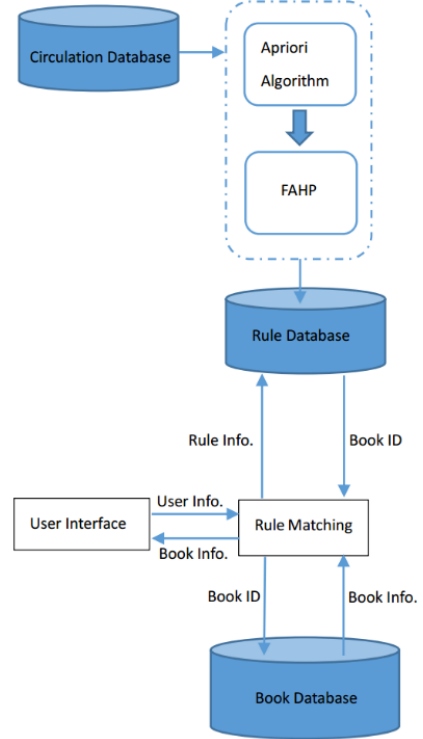 Circulation Database
Apriori
Algorithm
FAHP
Rule Database
Rule Info.
Book ID
User Interface
User Info.
Book Info.
Rule Matching
Book ID
Book Info.
Book Database